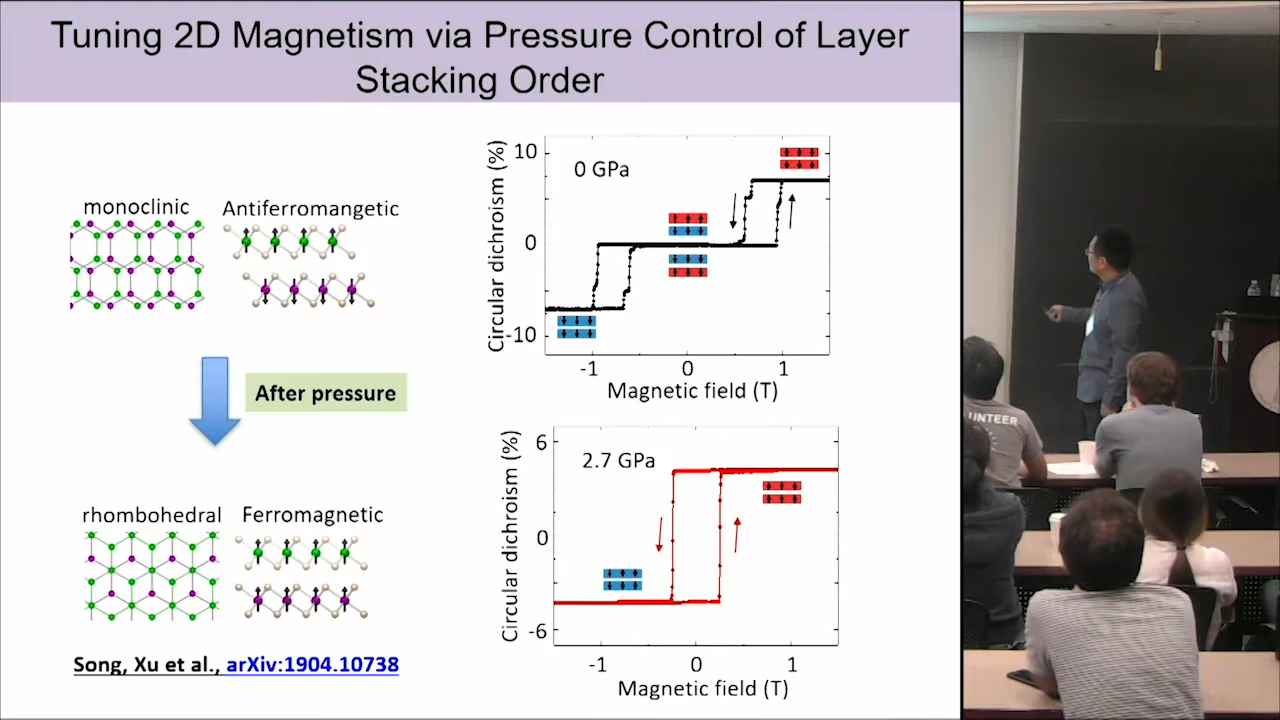 Tuning 2D Magnetism via Pressure Control of Layer
Stacking Order
monoclinic
Antiferromangetic
After pressure
rhombohedral
Ferromagnetic
Song, Xu et al., arXiv:1904.10738
Circular dichroism (%)
10
0
-10
0 GPa
-1 0 1
Magnetic field (T)
Circular dichroism (%)
6
0
-6
2.7 GPa
-1 0 1
Magnetic field (T)
UNTEER